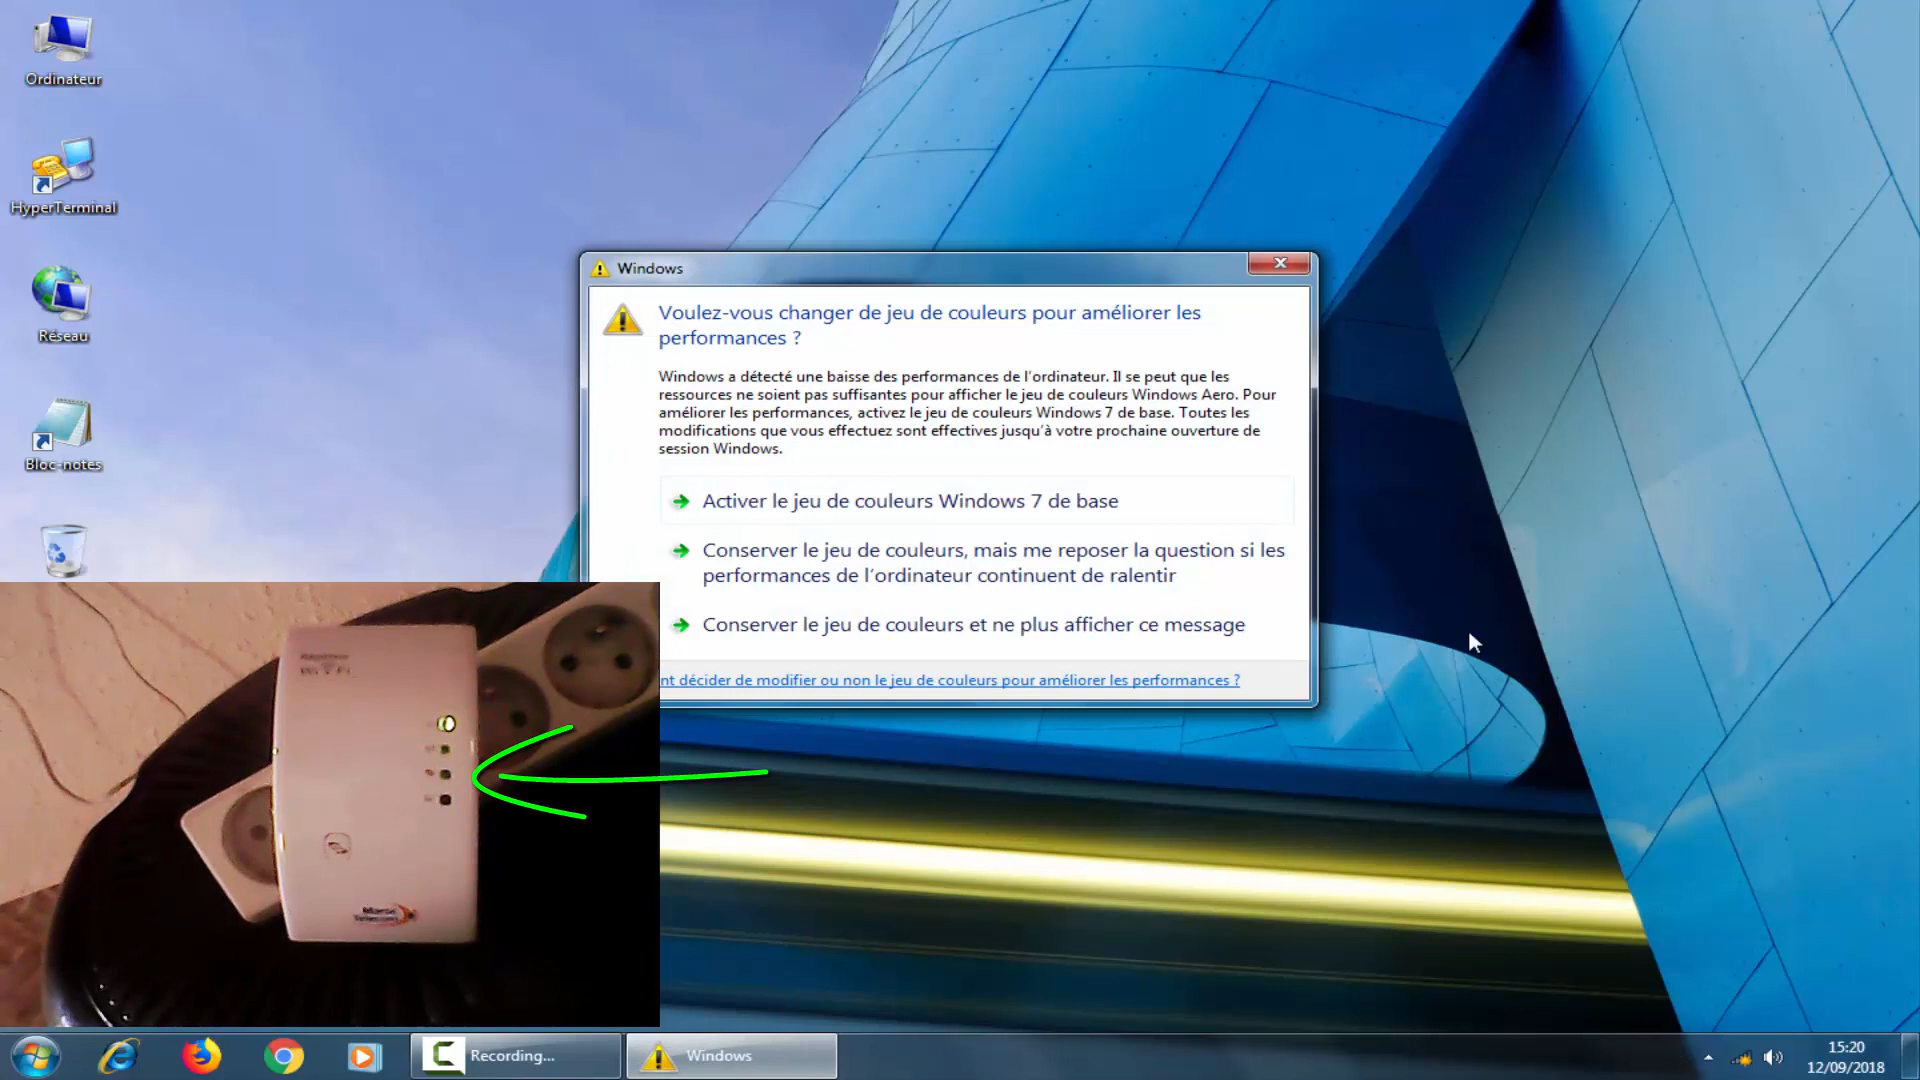 Ordinateur
HyperTerminal
Réseau
Bloc-notes
Windows
Voulez-vous changer de jeu de couleurs pour améliorer les
performances ?
Windows a détecté une baisse des performances de l'ordinateur. Il se peut que les
ressources ne soient pas suffisantes pour afficher le jeu de couleurs Windows Aero. Pour
améliorer les performances, activez le jeu de couleurs Windows 7 de base. Toutes les
modifications que vous effectuez sont effectives jusqu'à votre prochaine ouverture de
session Windows.
Activer le jeu de couleurs Windows 7 de base
Conserver le jeu de couleurs, mais me reposer la question si les
performances de l'ordinateur continuent de ralentir
Conserver le jeu de couleurs et ne plus afficher ce message
nt décider de modifier ou non le jeu de couleurs pour améliorer les performances ?
Recording...
Windows
15:20
12/09/2018